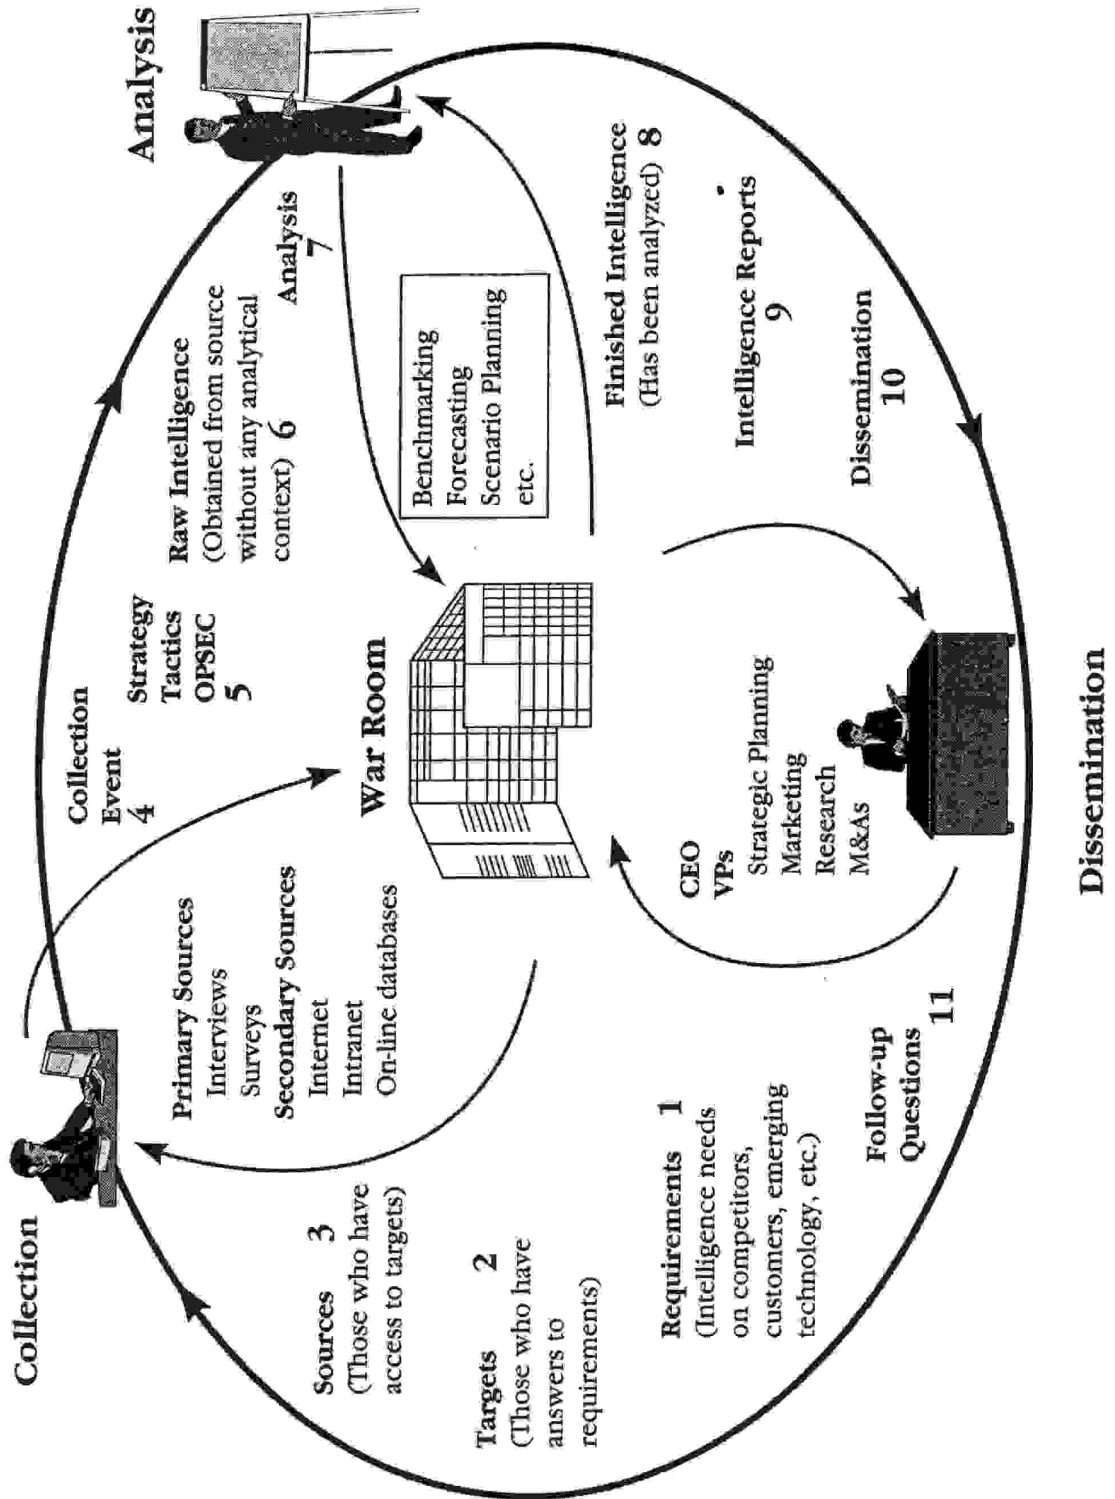 Collection
Analysis
Primary Sources
Interviews
Surveys
Secondary Sources
Internet
Intranet
On-line databases
Collection
Event
4
Strategy
Tactics
OPSEC
5
Raw Intelligence
(Obtained from source
without any analytical
context) 6
Analysis
7
Sources 3
(Those who have
access to targets)
War Room
Benchmarking
Forecasting
Scenario Planning
etc.
Targets 2
(Those who have
answers to
requirements)
Finished Intelligence
(Has been analyzed) 8
Requirements 1
(Intelligence needs
on competitors,
customers, emerging
technology, etc.)
CEO
VPs
Strategic Planning
Marketing
Research
M&As
Intelligence Reports
9
Dissemination
10
Follow-up
Questions
11
Dissemination